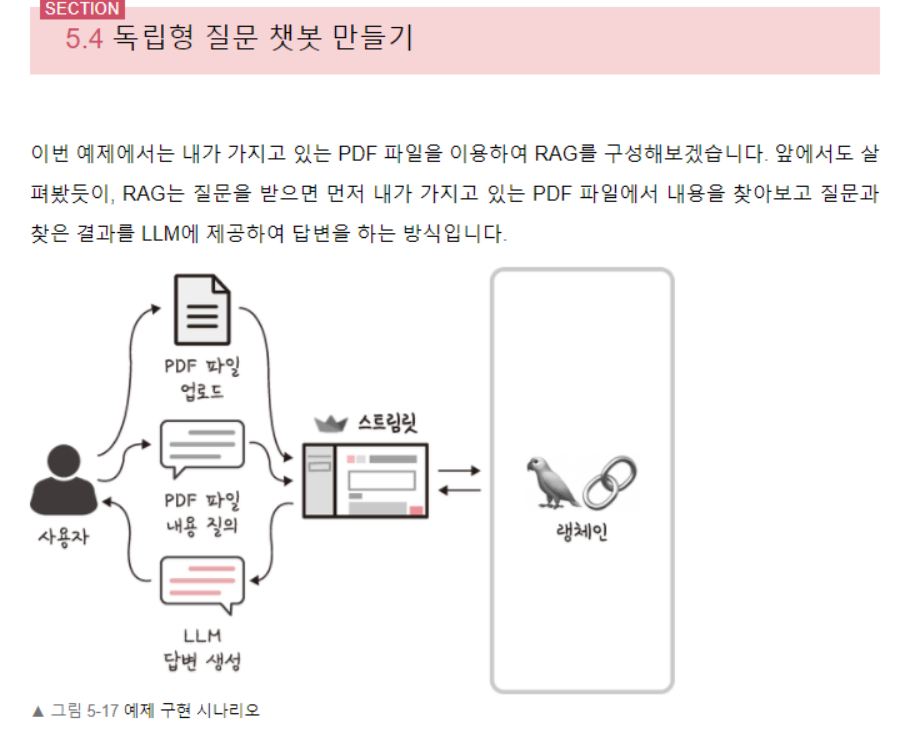 SECTION
5.4 독립형 질문 챗봇 만들기
이번 예제에서는 내가 가지고 있는 PDF 파일을 이용하여 RAG를 구성해보겠습니다. 앞에서도 살
펴봤듯이, RAG는 질문을 받으면 먼저 내가 가지고 있는 PDF 파일에서 내용을 찾아보고 질문과
찾은 결과를 LLM에 제공하여 답변을 하는 방식입니다.
PDF 파일
업로드
스트림릿
PDF 파일
내용 질의
사용자
랭체인
LLM
답변 생성
▲ 그림 5-17 예제 구현 시나리오